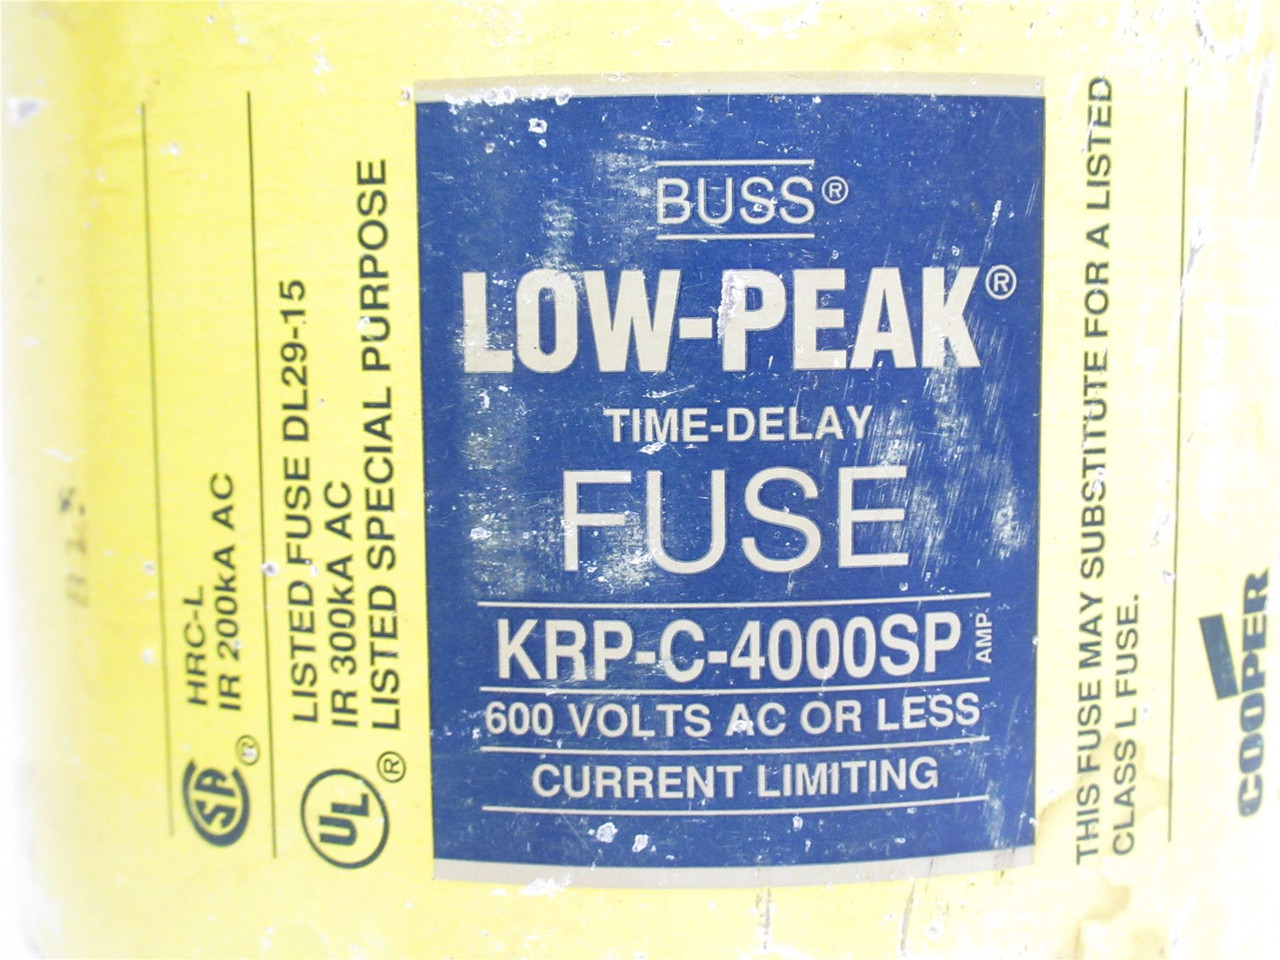 HRC-L
IR 200kA AC
SA ®
LISTED FUSE DL29-15
IR 300kA AC
LISTED SPECIAL PURPOSE
UL ®
BUSS®
LOW-PEAK®
TIME-DELAY
FUSE
KRP-C-4000SP AMP
600 VOLTS AC OR LESS
CURRENT LIMITING
THIS FUSE MAY SUBSTITUTE FOR A LISTED
CLASS L FUSE.
COOPER